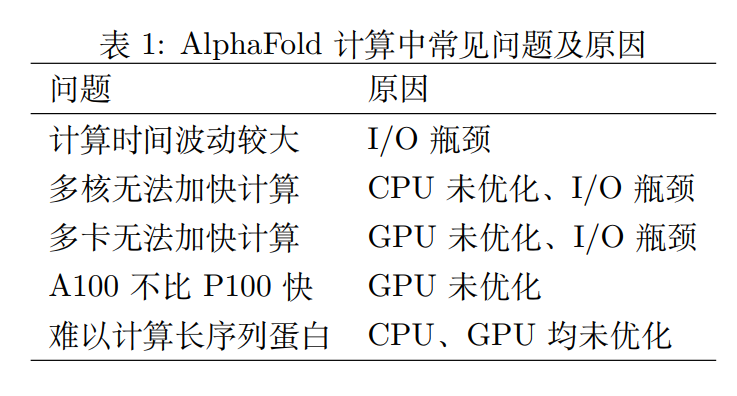 表 1: AlphaFold 计算中常见问题及原因
问题 原因
计算时间波动较大 I/O 瓶颈
多核无法加快计算 CPU 未优化、I/O 瓶颈
多卡无法加快计算 GPU 未优化、I/O 瓶颈
A100 不比 P100 快 GPU 未优化
难以计算长序列蛋白 CPU、GPU 均未优化